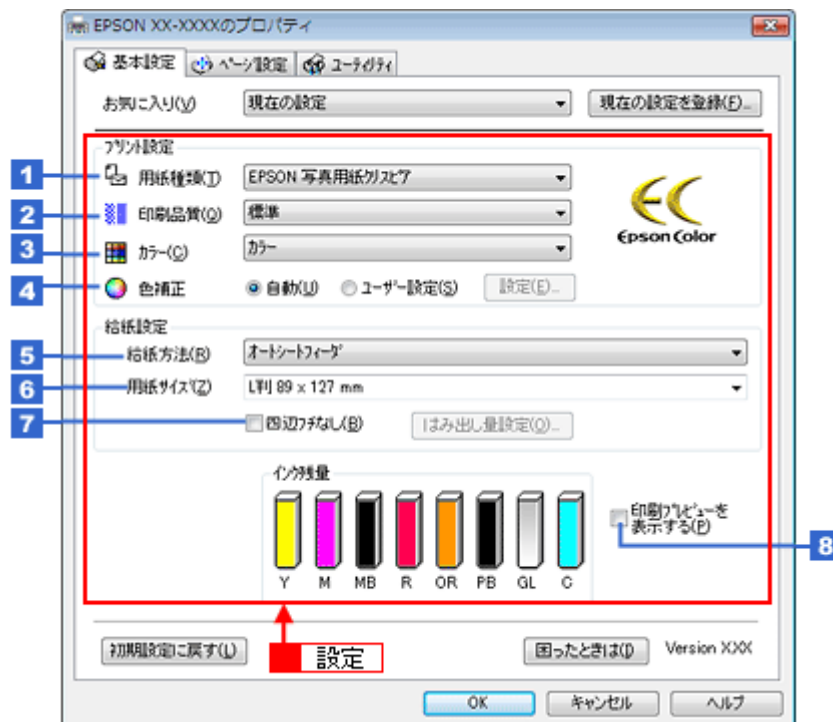 EPSON XX-XXXXのプロパティ
基本設定 ページ設定 ユーティリティ
お気に入り(V) 現在の設定 現在の設定を登録(F)...
プリント設定
1 用紙種類(T) EPSON 写真用紙クリスピア
2 印刷品質(Q) 標準
Epson Color
3 カラー(C) カラー
4 色補正 自動(U) ユーザー設定(S) 設定(E)...
給紙設定
5 給紙方法(R) オートシートフィーダ
6 用紙サイズ(Z) L判 89 x 127 mm
7 四辺フチなし(B) はみ出し量設定(O)...
インク残量
印刷プレビューを
表示する(P)
8
Y M MB R OR PB GL C
初期設定に戻す(L) 設定 困ったときは(I) Version X.XX
OK キャンセル ヘルプ